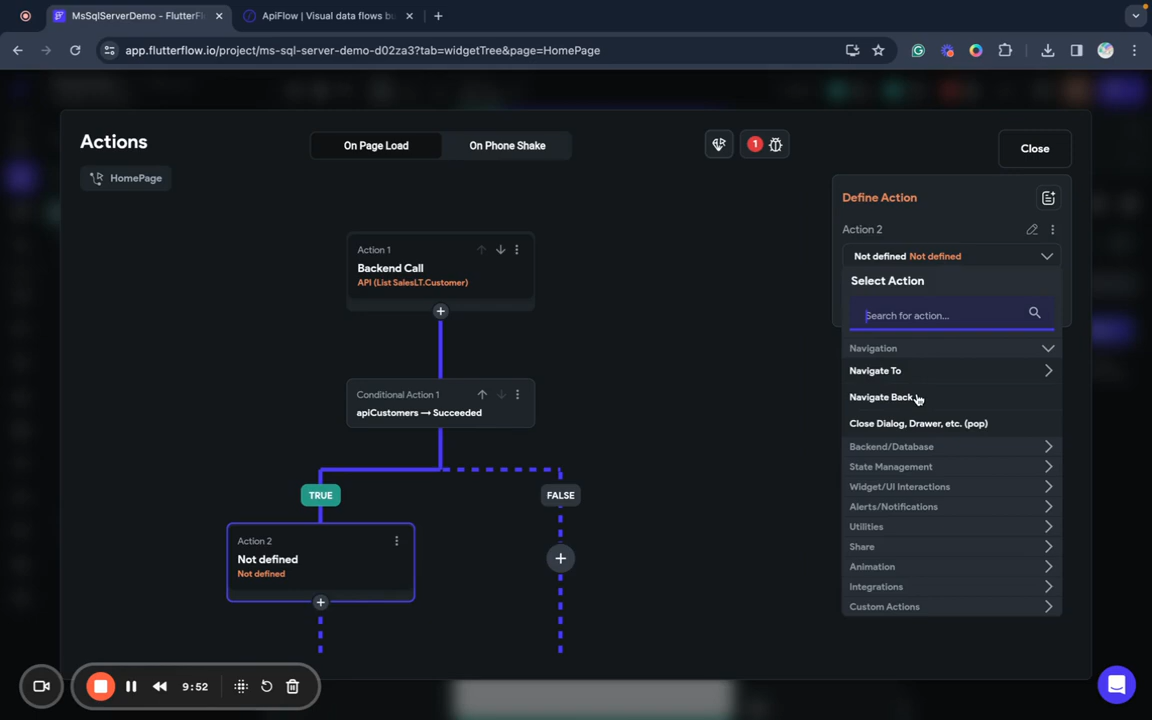 MsSqlServerDemo - FlutterFl
ApiFlow | Visual data flows bu
app.flutterflow.io/project/ms-sql-server-demo-d02za3?tab=widgetTree&page=HomePage
Actions
On Page Load
On Phone Shake
1
Close
HomePage
Define Action
Action 2
Not defined Not defined
Select Action
Search for action...
Navigation
Navigate To
Navigate Back
Close Dialog, Drawer, etc. (pop)
Backend/Database
State Management
Widget/UI Interactions
Alerts/Notifications
Utilities
Share
Animation
Integrations
Custom Actions
Action 1
Backend Call
API (List SalesLT.Customer)
Conditional Action 1
apiCustomers → Succeeded
TRUE
FALSE
Action 2
Not defined
Not defined
9:52